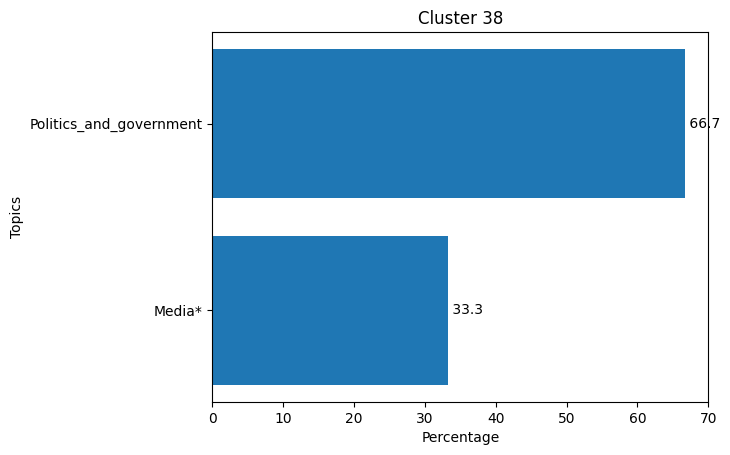 Cluster 38
Topics
Politics_and_government
66.7
Media*
33.3
0 10 20 30 40 50 60 70
Percentage